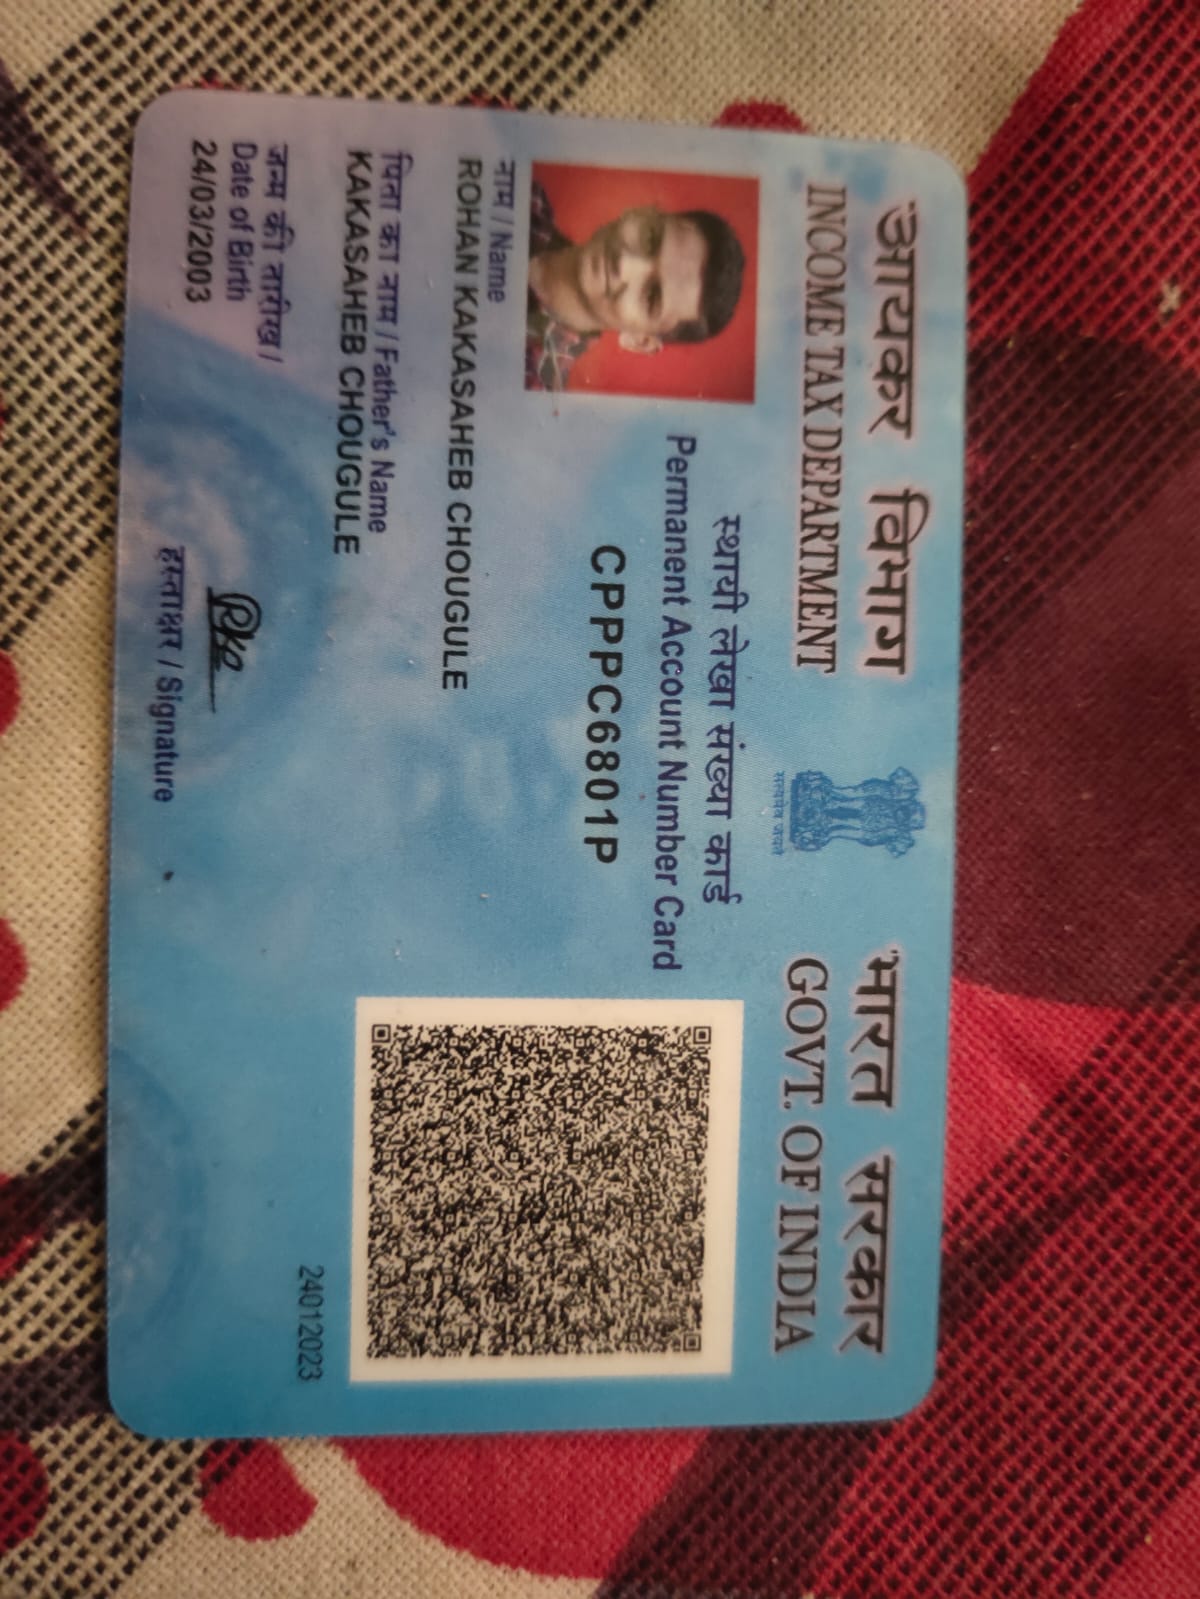 आयकर विभाग
INCOME TAX DEPARTMENT
सत्यमेव जयते
भारत सरकार
GOVT. OF INDIA
स्थायी लेखा संख्या कार्ड
Permanent Account Number Card
CPPPC6801P
नाम / Name
ROHAN KAKASAHEB CHOUGULE
पिता का नाम / Father's Name
KAKASAHEB CHOUGULE
जन्म की तारीख /
Date of Birth
24/03/2003
हस्ताक्षर / Signature
24012023